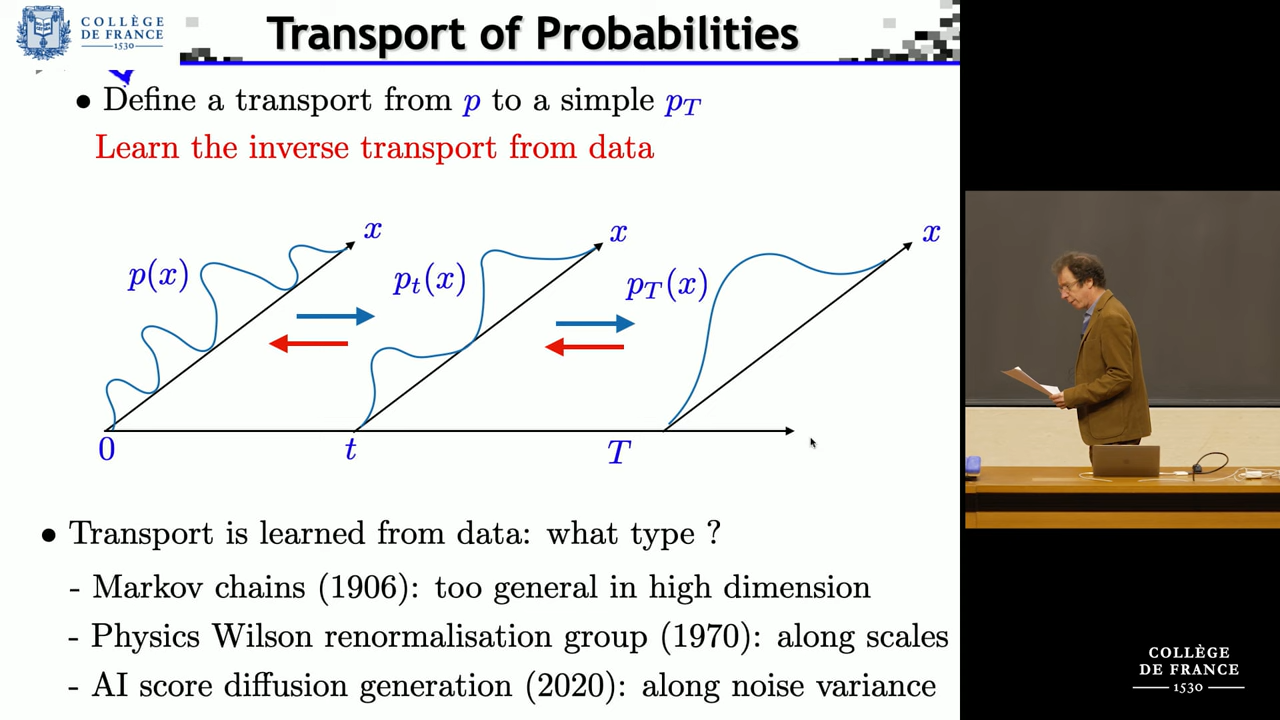 COLLÈGE
DE FRANCE
1530
Transport of Probabilities
• Define a transport from p to a simple p_T
Learn the inverse transport from data
x
x
x
p(x)
p_t(x)
p_T(x)
0
t
T
• Transport is learned from data: what type ?
- Markov chains (1906): too general in high dimension
- Physics Wilson renormalisation group (1970): along scales
- AI score diffusion generation (2020): along noise variance
COLLÈGE
DE FRANCE
1530